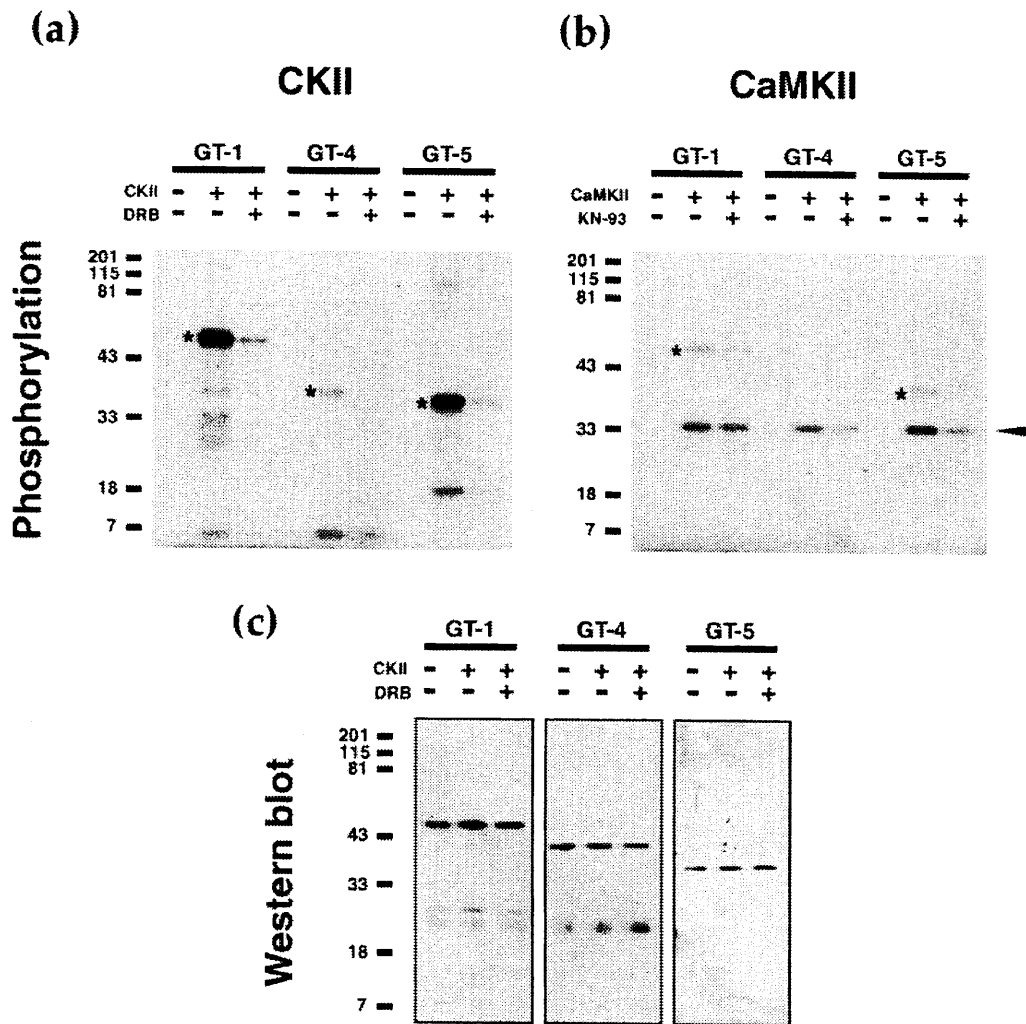 (a)
CKII
GT-1 GT-4 GT-5
CKII - + + - + + - + +
DRB - - + - - + - - +
Phosphorylation
201
115
81
43
33
18
7
*
*
*
(b)
CaMKII
GT-1 GT-4 GT-5
CaMKII - + + - + + - + +
KN-93 - - + - - + - - +
201
115
81
43
33
18
7
*
*
(c)
GT-1 GT-4 GT-5
CKII - + + - + + - + +
DRB - - + - - + - - +
Western blot
201
115
81
43
33
18
7